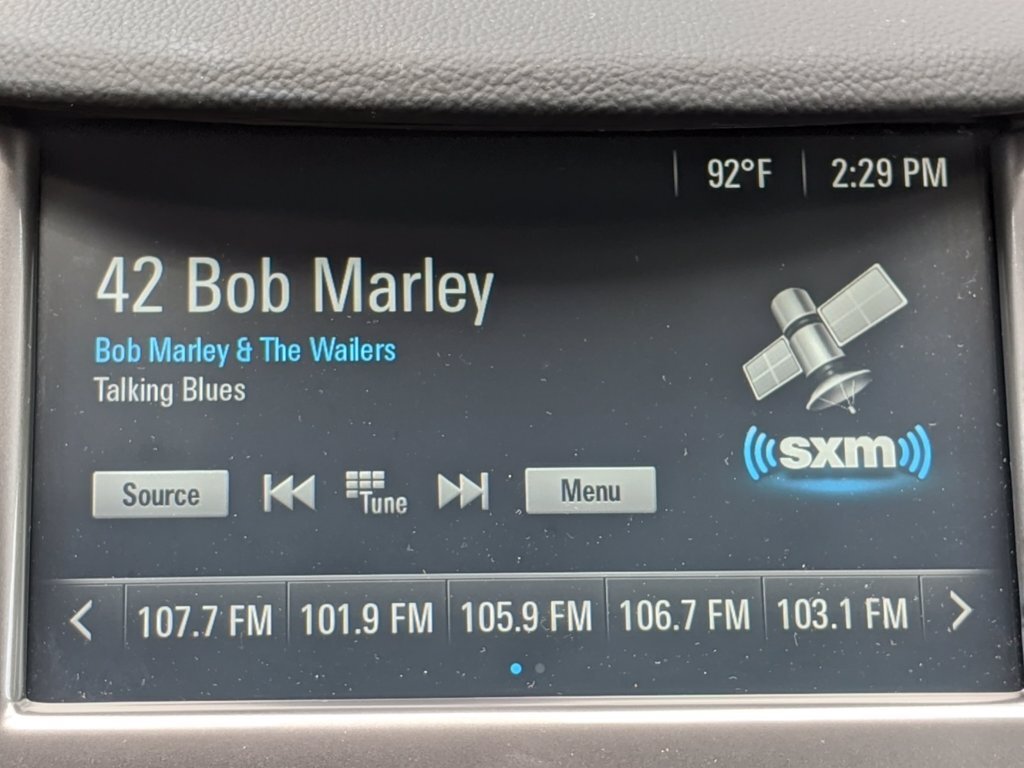 92°F 2:29 PM
42 Bob Marley
Bob Marley & The Wailers
Talking Blues
sxm
Source Tune Menu
107.7 FM 101.9 FM 105.9 FM 106.7 FM 103.1 FM